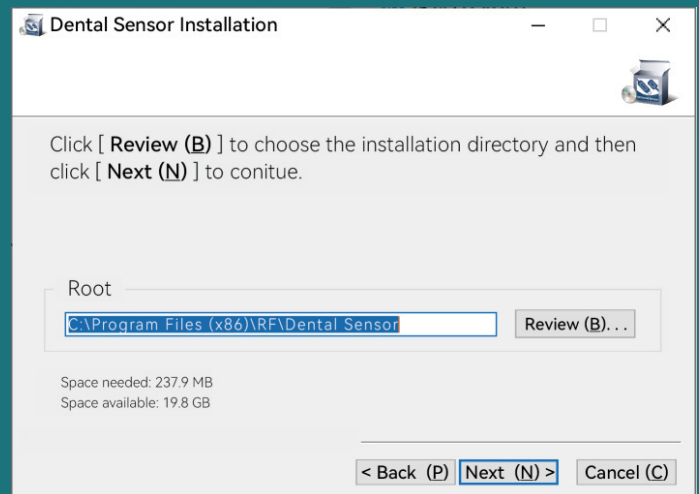 Dental Sensor Installation
Click [ Review (B) ] to choose the installation directory and then
click [ Next (N) ] to conitue.
Root
C:\Program Files (x86)\RF\Dental Sensor
Review (B). . .
Space needed: 237.9 MB
Space available: 19.8 GB
< Back (P) Next (N) > Cancel (C)